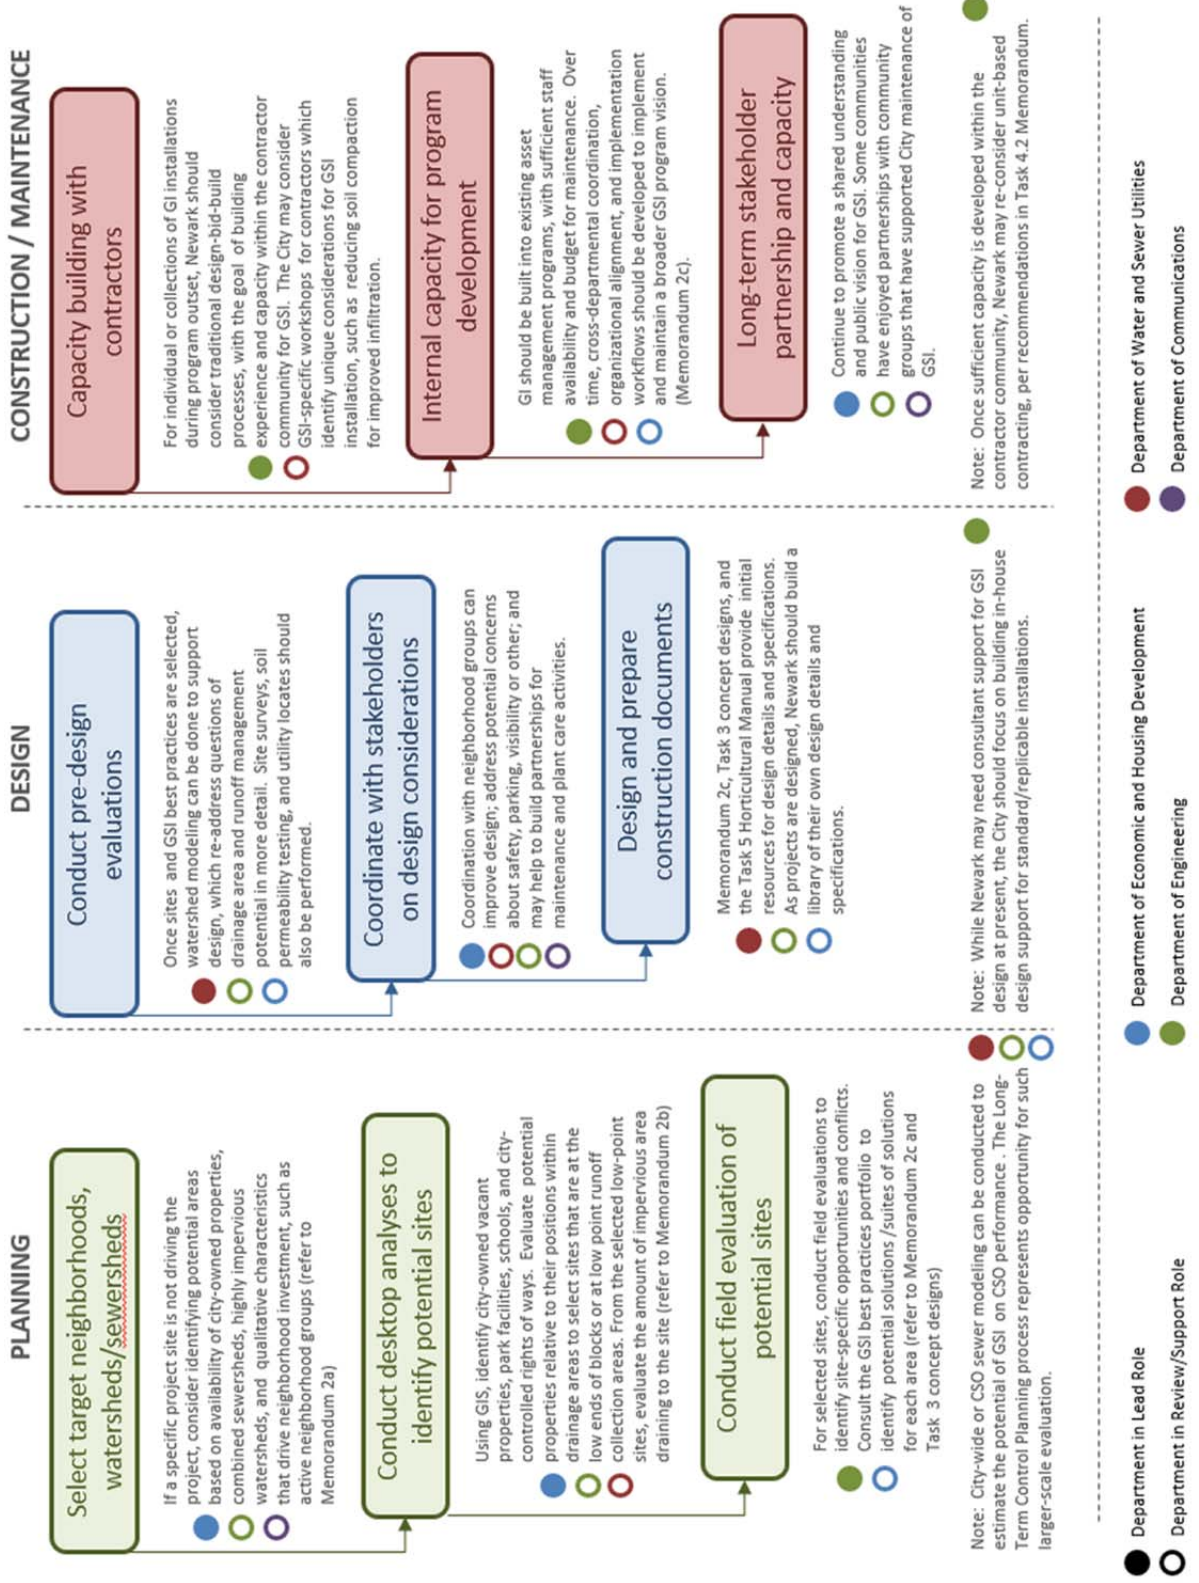 PLANNING
Select target neighborhoods,
watersheds/sewersheds
If a specific project site is not driving the
project, consider identifying potential areas
based on availability of city-owned properties,
combined sewersheds, highly impervious
watersheds, and qualitative characteristics
that drive neighborhood investment, such as
active neighborhood groups (refer to
Memorandum 2a)
Conduct desktop analyses to
identify potential sites
Using GIS, identify city-owned vacant
properties, park facilities, schools, and city-
controlled rights of ways. Evaluate potential
properties relative to their positions within
drainage areas to select sites that are at the
low ends of blocks or at low point runoff
collection areas. From the selected low-point
sites, evaluate the amount of impervious area
draining to the site (refer to Memorandum 2b)
Conduct field evaluation of
potential sites
For selected sites, conduct field evaluations to
identify site-specific opportunities and conflicts.
Consult the GSI best practices portfolio to
identify potential solutions /suites of solutions
for each area (refer to Memorandum 2c and
Task 3 concept designs)
Note: City-wide or CSO sewer modeling can be conducted to
estimate the potential of GSI on CSO performance . The Long-
Term Control Planning process represents opportunity for such
larger-scale evaluation.
DESIGN
Conduct pre-design
evaluations
Once sites and GSI best practices are selected,
watershed modeling can be done to support
design, which re-address questions of
drainage area and runoff management
potential in more detail. Site surveys, soil
permeability testing, and utility locates should
also be performed.
Coordinate with stakeholders
on design considerations
Coordination with neighborhood groups can
improve design; address potential concerns
about safety, parking, visibility or other; and
may help to build partnerships for
maintenance and plant care activities.
Design and prepare
construction documents
Memorandum 2c, Task 3 concept designs, and
the Task 5 Horticultural Manual provide initial
resources for design details and specifications.
As projects are designed, Newark should build a
library of their own design details and
specifications.
Note: While Newark may need consultant support for GSI
design at present, the City should focus on building in-house
design support for standard/replicable installations.
CONSTRUCTION / MAINTENANCE
Capacity building with
contractors
For individual or collections of GI installations
during program outset, Newark should
consider traditional design-bid-build
processes, with the goal of building
experience and capacity within the contractor
community for GSI. The City may consider
GSI-specific workshops for contractors which
identify unique considerations for GSI
installation, such as reducing soil compaction
for improved infiltration.
Internal capacity for program
development
GI should be built into existing asset
management programs, with sufficient staff
availability and budget for maintenance. Over
time, cross-departmental coordination,
organizational alignment, and implementation
workflows should be developed to implement
and maintain a broader GSI program vision.
(Memorandum 2c).
Long-term stakeholder
partnership and capacity
Continue to promote a shared understanding
and public vision for GSI. Some communities
have enjoyed partnerships with community
groups that have supported City maintenance of
GSI.
Note: Once sufficient capacity is developed within the
contractor community, Newark may re-consider unit-based
contracting, per recommendations in Task 4.2 Memorandum.
Department in Lead Role
Department in Review/Support Role
Department of Economic and Housing Development
Department of Engineering
Department of Water and Sewer Utilities
Department of Communications